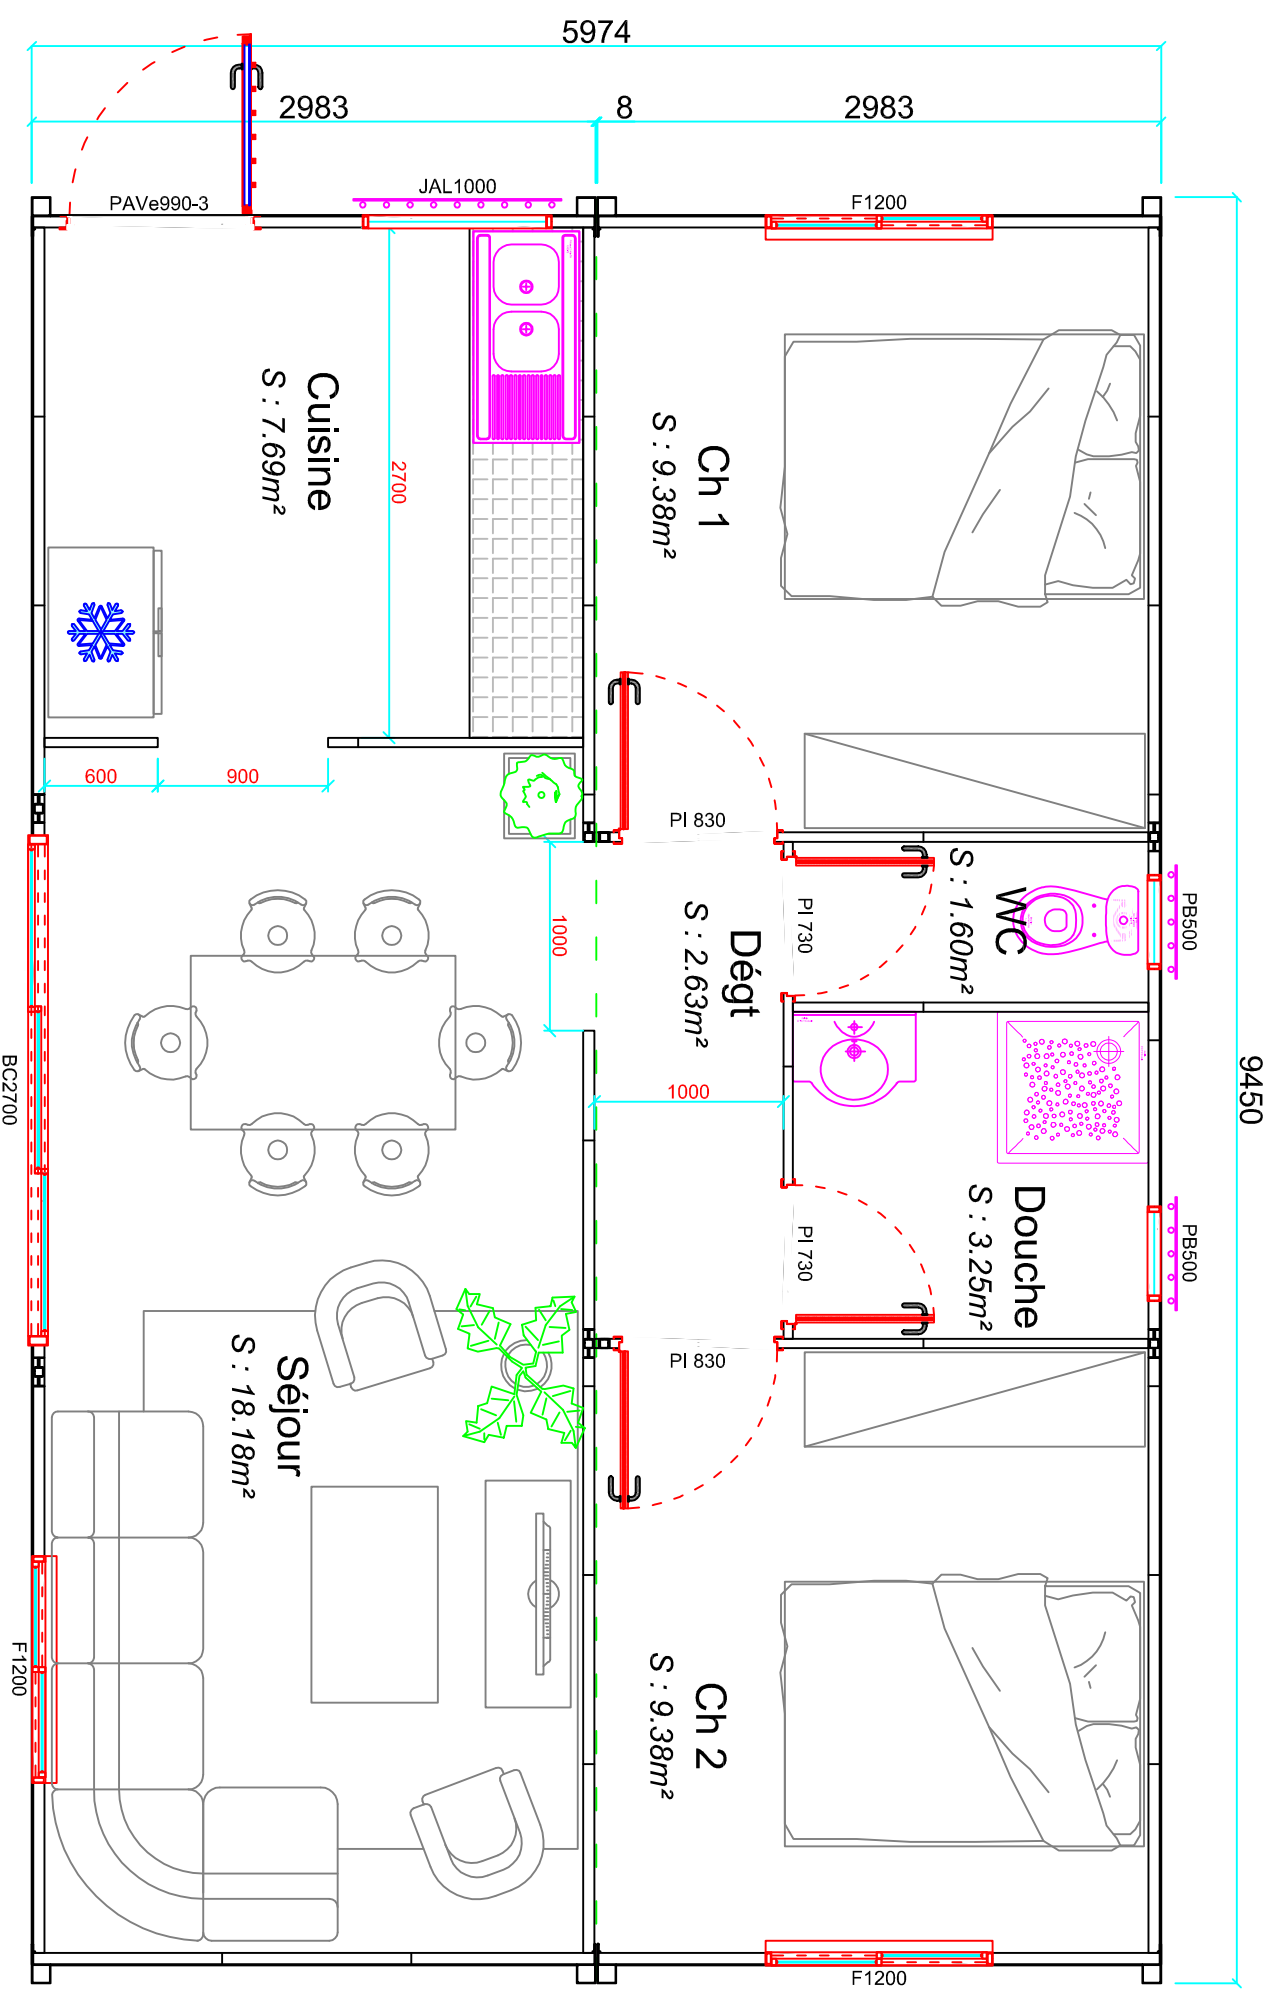 5974
2983
8
2983
PAVe990-3
JAL1000
F1200
Cuisine
S : 7.69m²
2700
Ch 1
S : 9.38m²
600
900
PI 830
1000
Dégt
S : 2.63m²
PI 730
WC
S : 1.60m²
PB500
9450
BC2700
1000
PI 730
Douche
S : 3.25m²
PB500
PI 830
Séjour
S : 18.18m²
Ch 2
S : 9.38m²
F1200
F1200